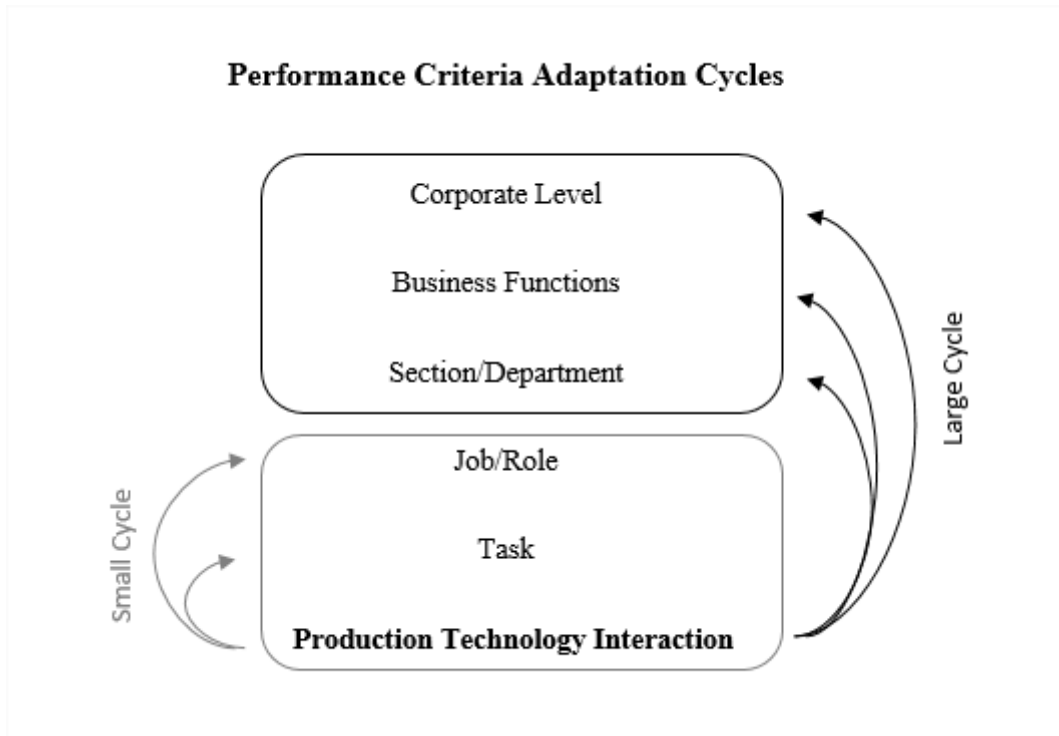 Performance Criteria Adaptation Cycles
Corporate Level
Business Functions
Section/Department
Large Cycle
Job/Role
Small Cycle
Task
Production Technology Interaction